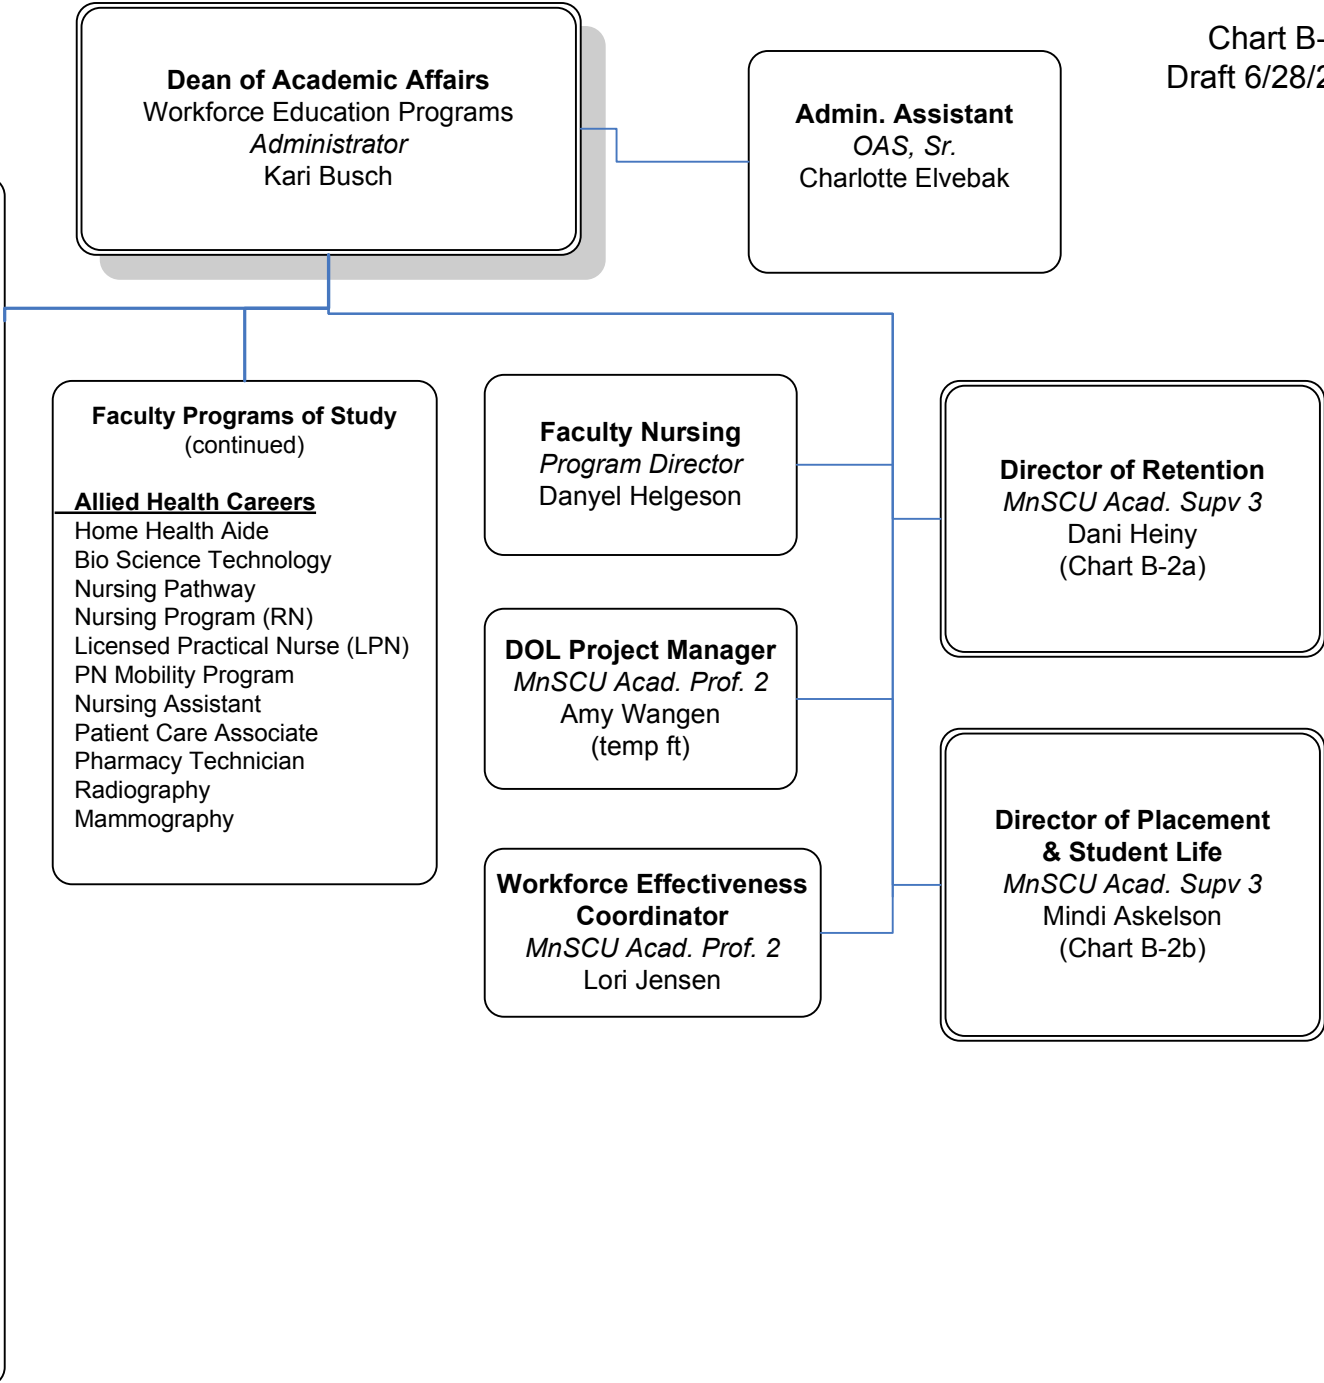 Chart B-
Draft 6/28/2
Dean of Academic Affairs
Workforce Education Programs
Administrator
Kari Busch
Admin. Assistant
OAS, Sr.
Charlotte Elvebak
Faculty Programs of Study
(continued)
Allied Health Careers
Home Health Aide
Bio Science Technology
Nursing Pathway
Nursing Program (RN)
Licensed Practical Nurse (LPN)
PN Mobility Program
Nursing Assistant
Patient Care Associate
Pharmacy Technician
Radiography
Mammography
Faculty Nursing
Program Director
Danyel Helgeson
DOL Project Manager
MnSCU Acad. Prof. 2
Amy Wangen
(temp ft)
Workforce Effectiveness
Coordinator
MnSCU Acad. Prof. 2
Lori Jensen
Director of Retention
MnSCU Acad. Supv 3
Dani Heiny
(Chart B-2a)
Director of Placement
& Student Life
MnSCU Acad. Supv 3
Mindi Askelson
(Chart B-2b)